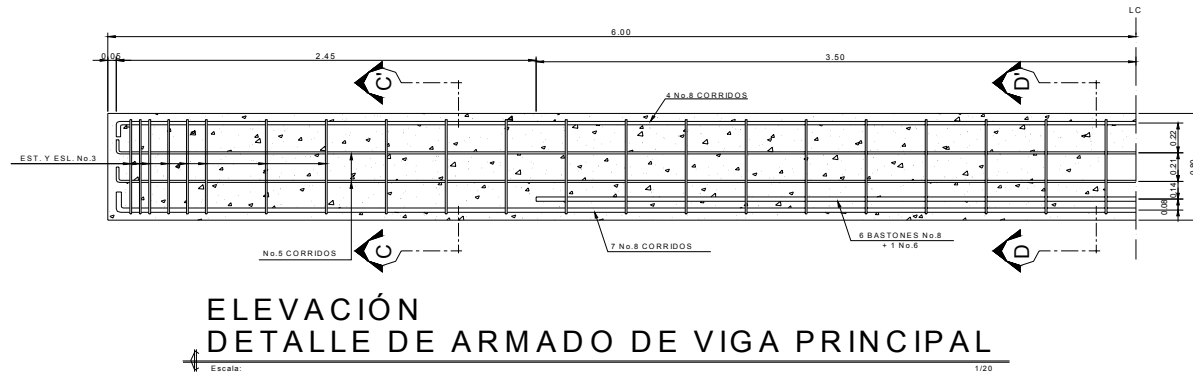 LC
6.00
0.05
2.45
3.50
C'
D'
4 No.8 CORRIDOS
EST. Y ESL. No.3
0.22
0.21
0.14
0.08
0.80
No.5 CORRIDOS
C
7 No.8 CORRIDOS
6 BASTONES No.8
+ 1 No.6
D
ELEVACIÓN
DETALLE DE ARMADO DE VIGA PRINCIPAL
Escala:
1/20